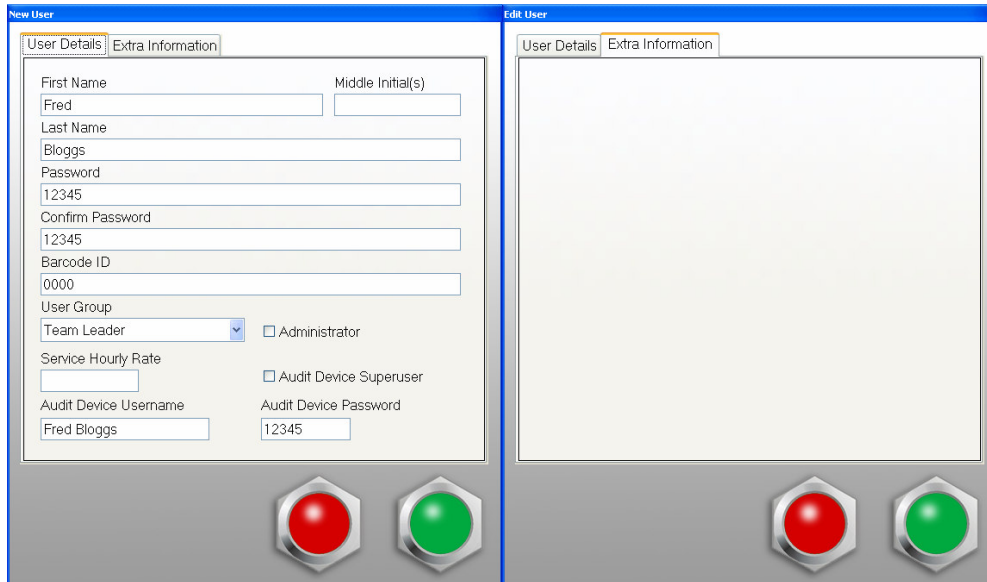 New User
User Details Extra Information
First Name Middle Initial(s)
Fred
Last Name
Bloggs
Password
12345
Confirm Password
12345
Barcode ID
0000
User Group
Team Leader Administrator
Service Hourly Rate
Audit Device Superuser
Audit Device Username Audit Device Password
Fred Bloggs 12345
Edit User
User Details Extra Information